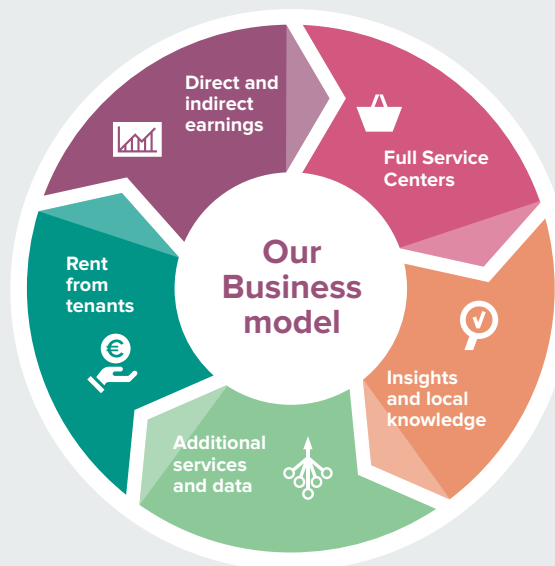 Direct and
indirect
earnings
Full Service
Centers
Our
Business
model
Rent
from
tenants
€
Insights
and local
knowledge
Additional
services
and data